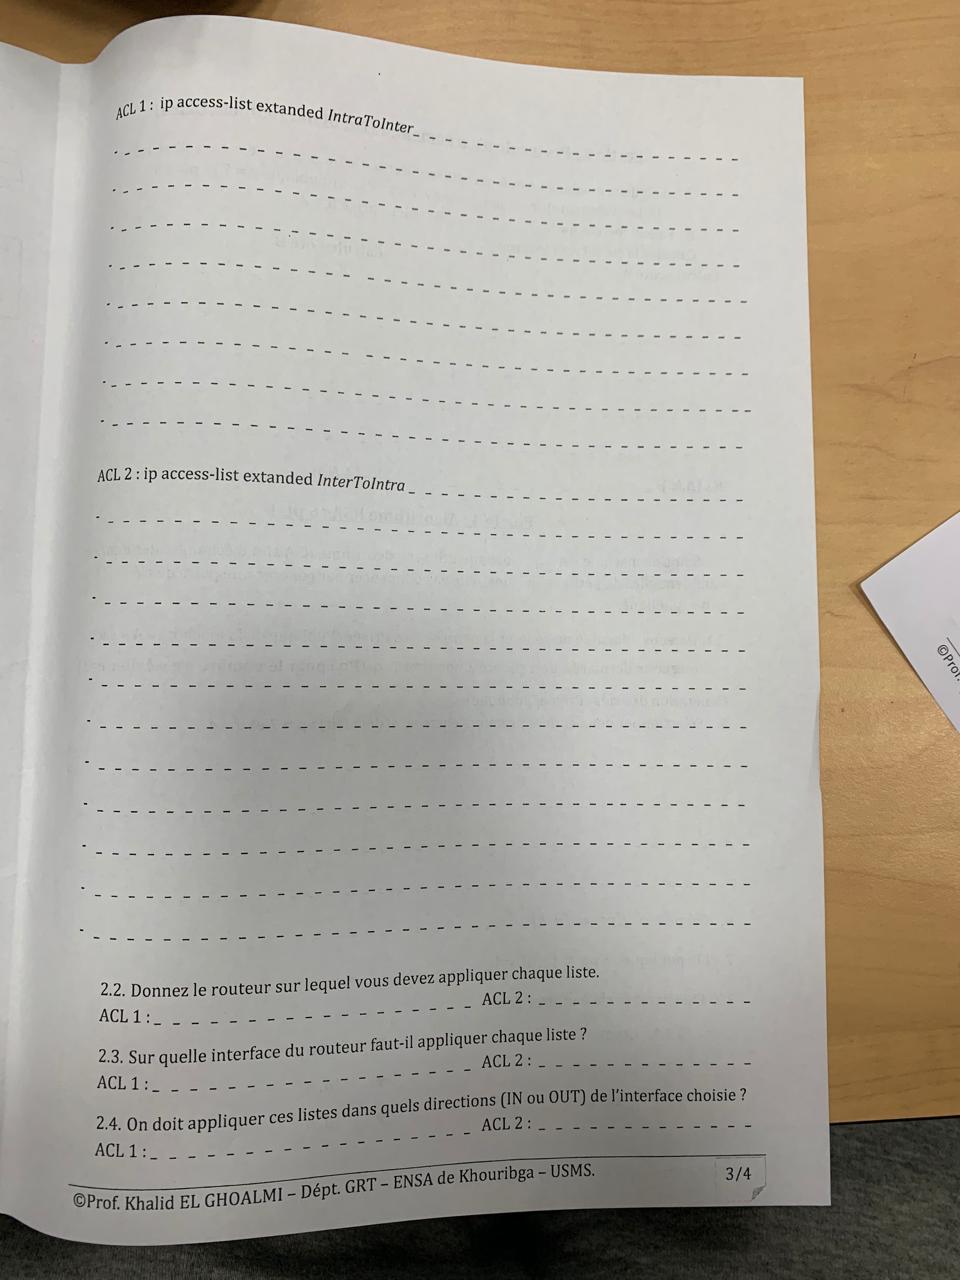 ACL 1 : ip access-list extanded IntraToInter
ACL 2 : ip access-list extanded InterToIntra
2.2. Donnez le routeur sur lequel vous devez appliquer chaque liste.
ACL 1 : ACL 2 :
2.3. Sur quelle interface du routeur faut-il appliquer chaque liste ?
ACL 1 : ACL 2 :
2.4. On doit appliquer ces listes dans quels directions (IN ou OUT) de l'interface choisie ?
ACL 1 : ACL 2 :
©Prof. Khalid EL GHOALMI – Dépt. GRT – ENSA de Khouribga – USMS. 3/4
©Prof.